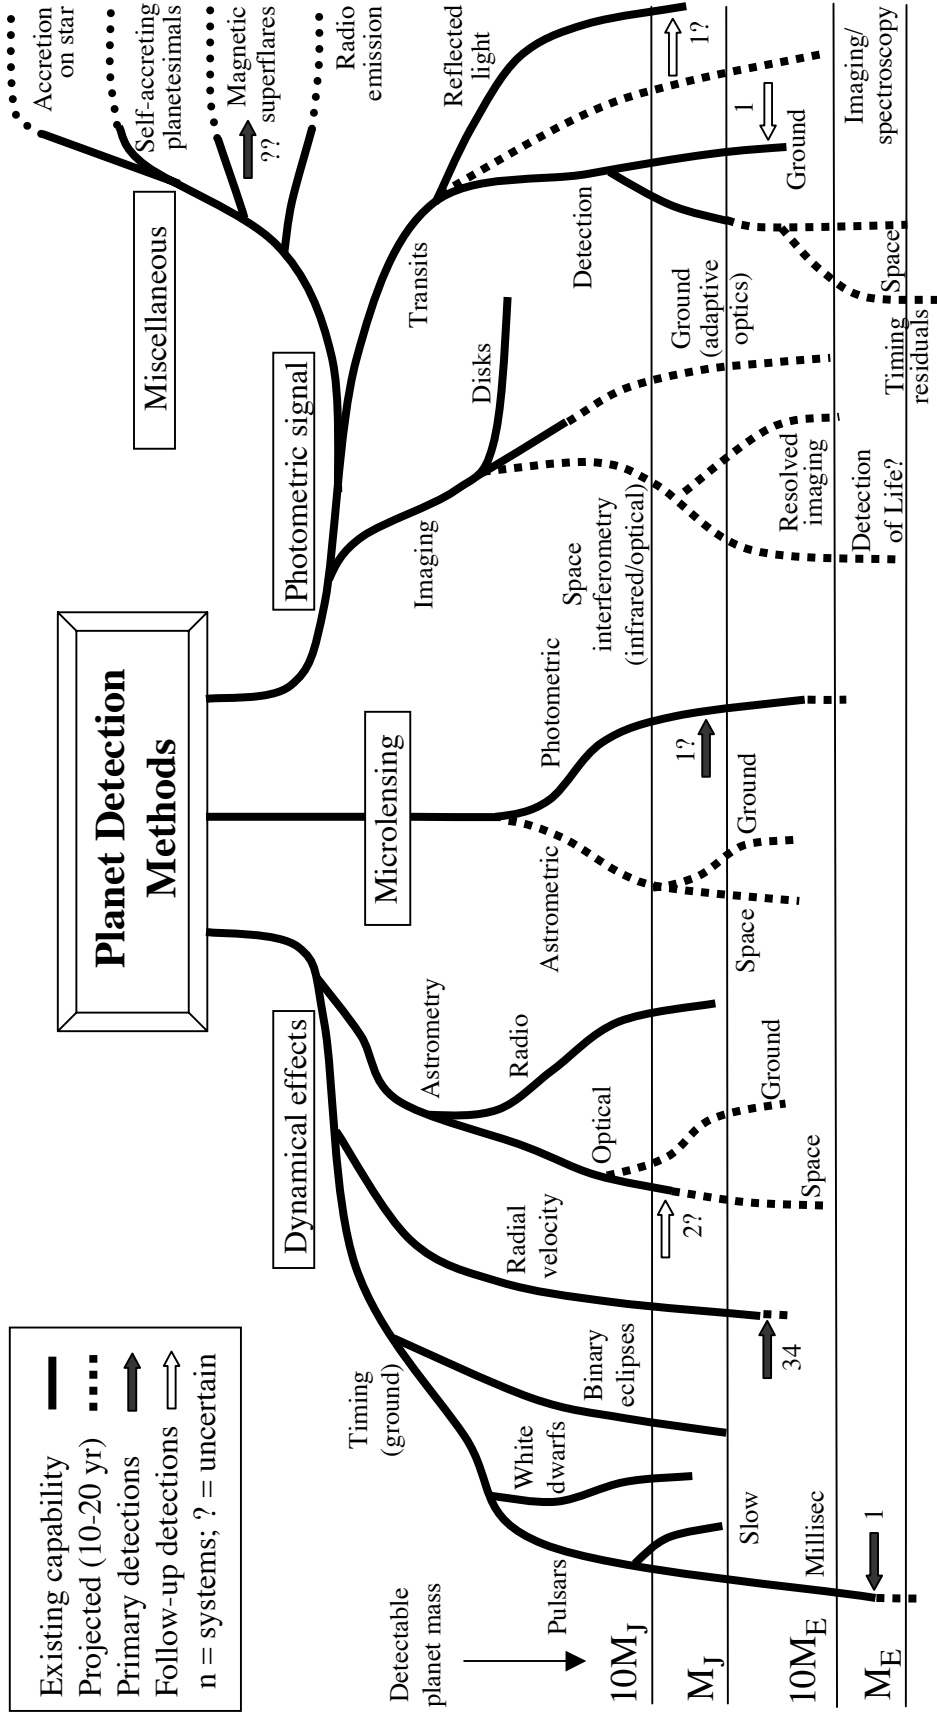 Planet Detection
Methods
Existing capability
Projected (10-20 yr)
Primary detections
Follow-up detections
n = systems; ? = uncertain
Dynamical effects
Microlensing
Photometric signal
Miscellaneous
Accretion
on star
Self-accreting
planetesimals
Magnetic
superflares
??
Radio
emission
Detectable
planet mass
10M_J
M_J
10M_E
M_E
Timing
(ground)
Pulsars
Slow
Millisec
1
White
dwarfs
Binary
eclipses
Radial
velocity
34
Astrometry
Optical
2?
Space
Ground
Radio
Astrometric
Space
Ground
Photometric
1?
Imaging
Disks
Space
interferometry
(infrared/optical)
Ground
(adaptive
optics)
Resolved
imaging
Detection
of Life?
Transits
Detection
Reflected
light
1?
1
Ground
Space
Timing
residuals
Imaging/
spectroscopy